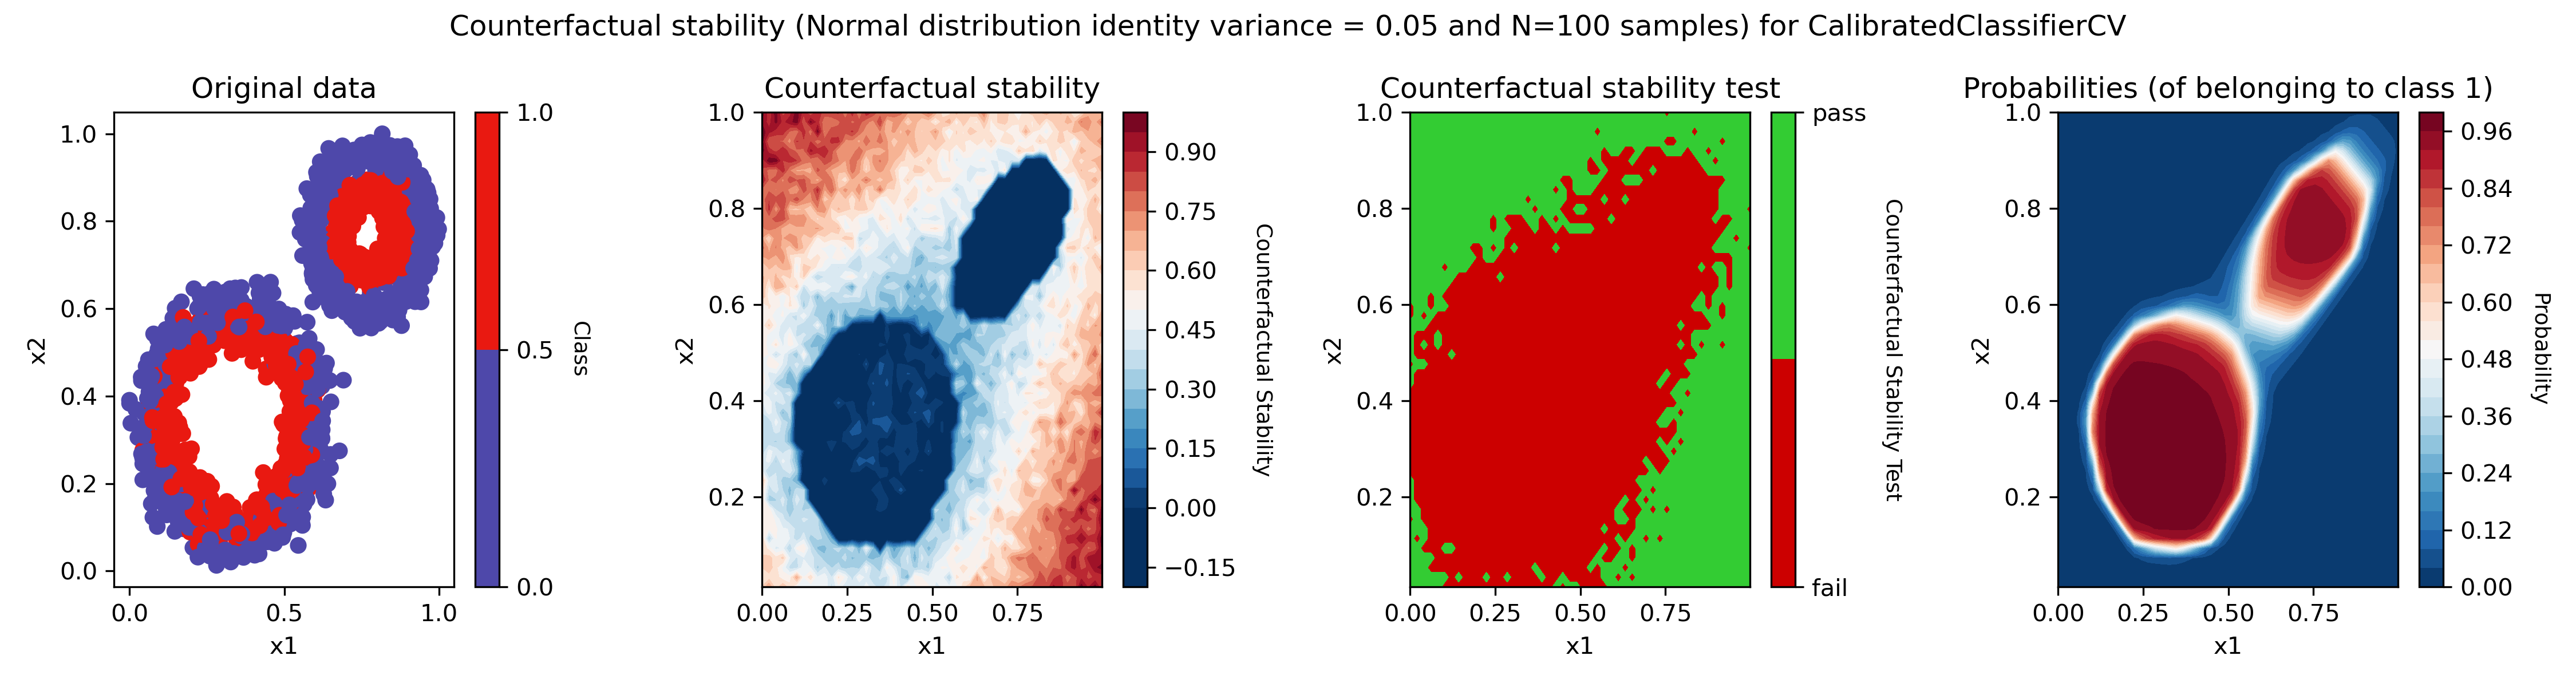 Counterfactual stability (Normal distribution identity variance = 0.05 and N=100 samples) for CalibratedClassifierCV
Original data
1.0
0.8
0.6
0.4
0.2
0.0
x2
0.0
0.5
1.0
x1
1.0
0.5
0.0
Class
Counterfactual stability
1.0
0.8
0.6
0.4
0.2
x2
0.00
0.25
0.50
0.75
x1
0.90
0.75
0.60
0.45
0.30
0.15
0.00
−0.15
Counterfactual Stability
Counterfactual stability test
1.0
0.8
0.6
0.4
0.2
x2
0.00
0.25
0.50
0.75
x1
pass
fail
Counterfactual Stability Test
Probabilities (of belonging to class 1)
1.0
0.8
0.6
0.4
0.2
x2
0.00
0.25
0.50
0.75
x1
0.96
0.84
0.72
0.60
0.48
0.36
0.24
0.12
0.00
Probability